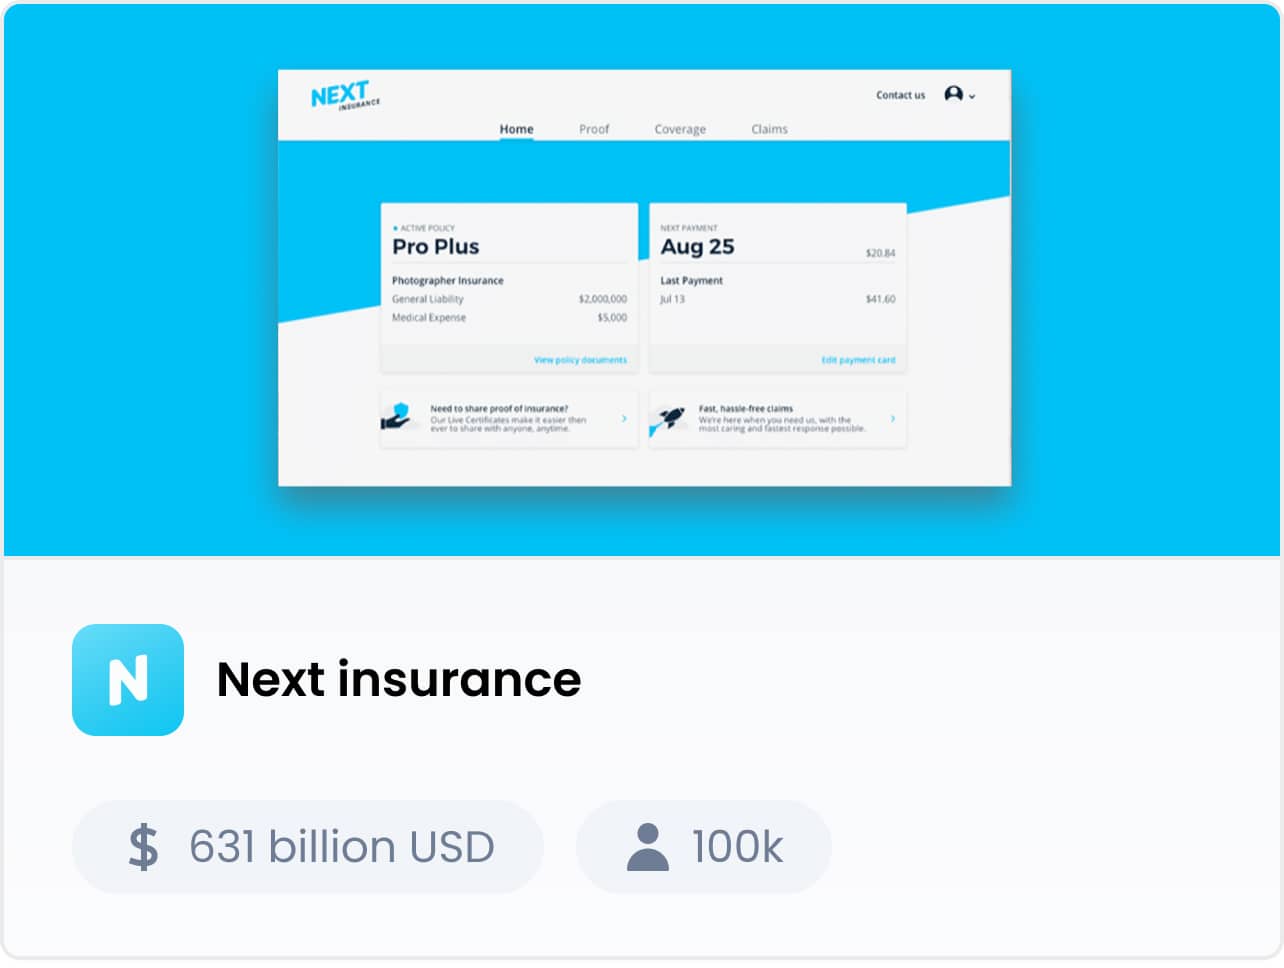 NEXT
INSURANCE
Contact us
Home Proof Coverage Claims
ACTIVE POLICY
Pro Plus
Photographer Insurance
General Liability $2,000,000
Medical Expense $5,000
View policy documents
NEXT PAYMENT
Aug 25 $20.84
Last Payment
Jul 13 $41.60
Edit payment card
Need to share proof of insurance?
Our Live Certificates make it easier then
ever to share with anyone, anytime.
Fast, hassle-free claims
We're here when you need us, with the
most caring and fastest response possible.
N
Next insurance
$ 631 billion USD
100k